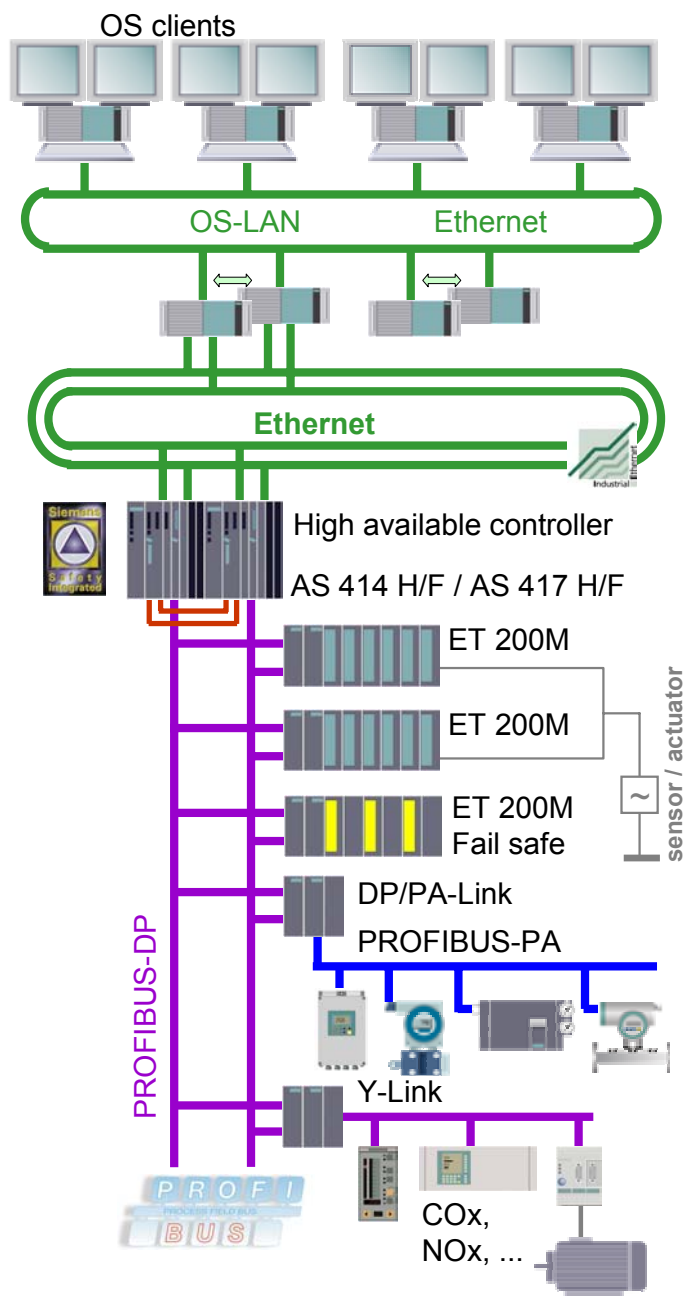 OS clients
OS-LAN
Ethernet
Ethernet
Industrial
Ethernet
Siemens
Safety
Integrated
High available controller
AS 414 H/F / AS 417 H/F
ET 200M
ET 200M
sensor / actuator
~
ET 200M
Fail safe
DP/PA-Link
PROFIBUS-PA
PROFIBUS-DP
Y-Link
PROFI
PROCESS FIELD BUS
BUS
COx,
NOx, ...